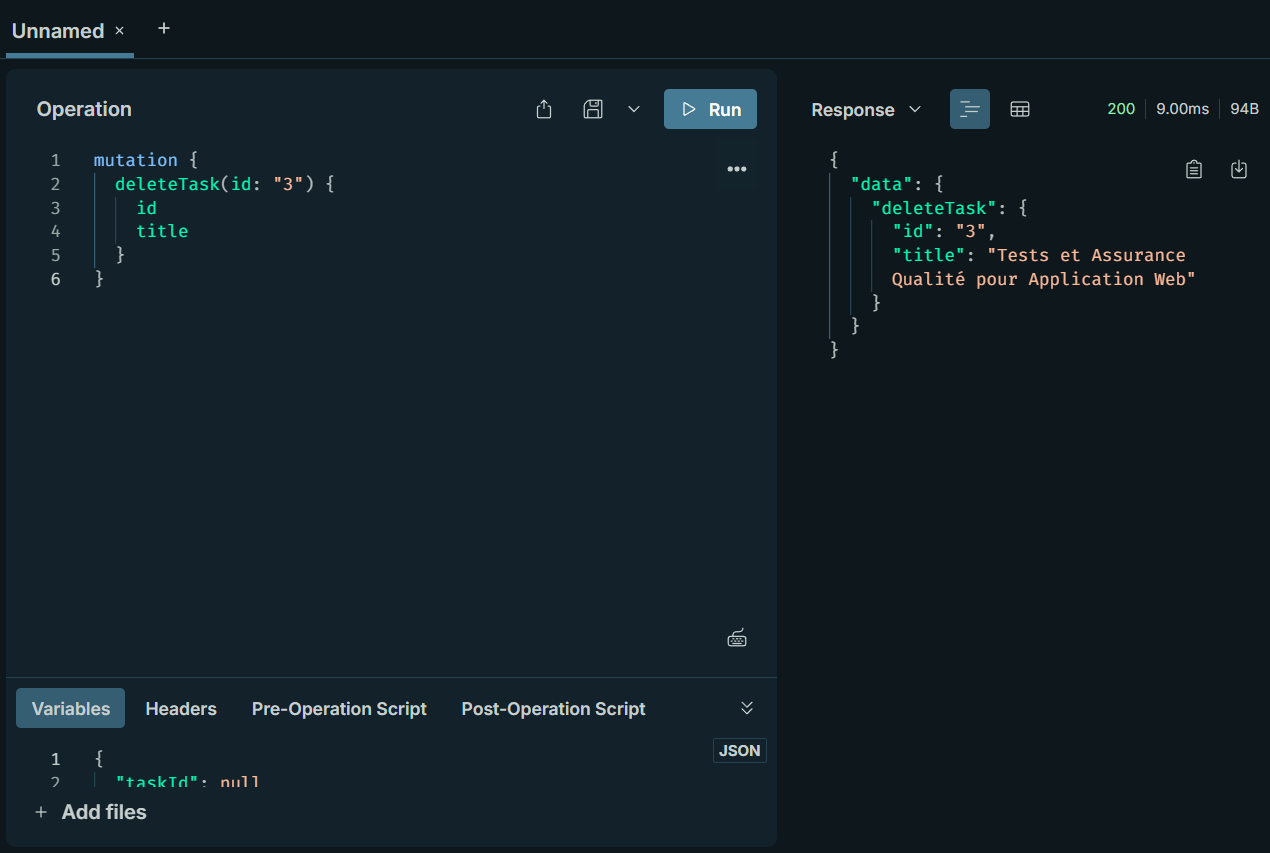 Unnamed × +
Operation
Run
1 mutation {
2 deleteTask(id: "3") {
3 id
4 title
5 }
6 }
Response 200 9.00ms 94B
{
"data": {
"deleteTask": {
"id": "3",
"title": "Tests et Assurance
Qualité pour Application Web"
}
}
}
Variables Headers Pre-Operation Script Post-Operation Script
JSON
1 {
2 "taskId": null
+ Add files